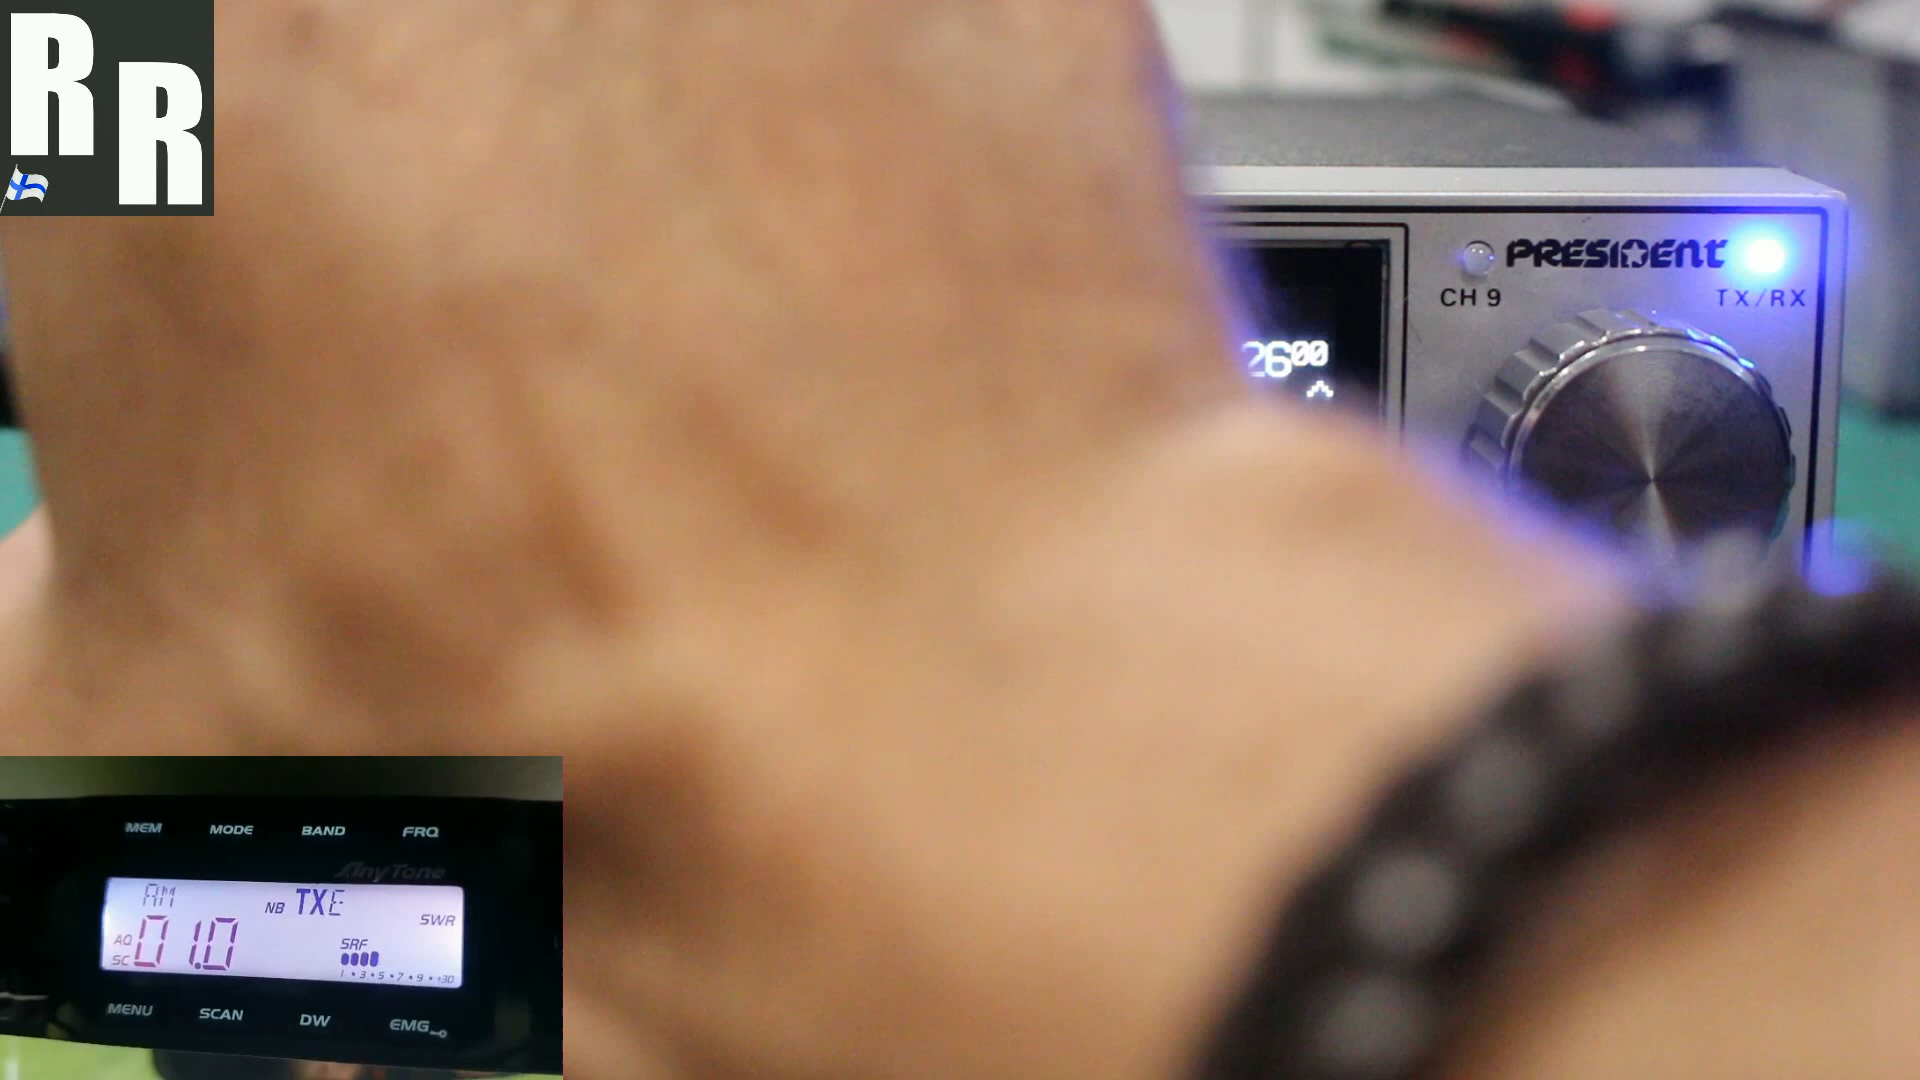 R
R
PRESIDENT
CH 9
TX/RX
2600
MEM MODE BAND FRQ
AnyTone
AM NB TXE
SWR
AQ 01.0 SRF
SC 1 • 3 • 5 • 7 • 9 • +30
MENU SCAN DW EMG